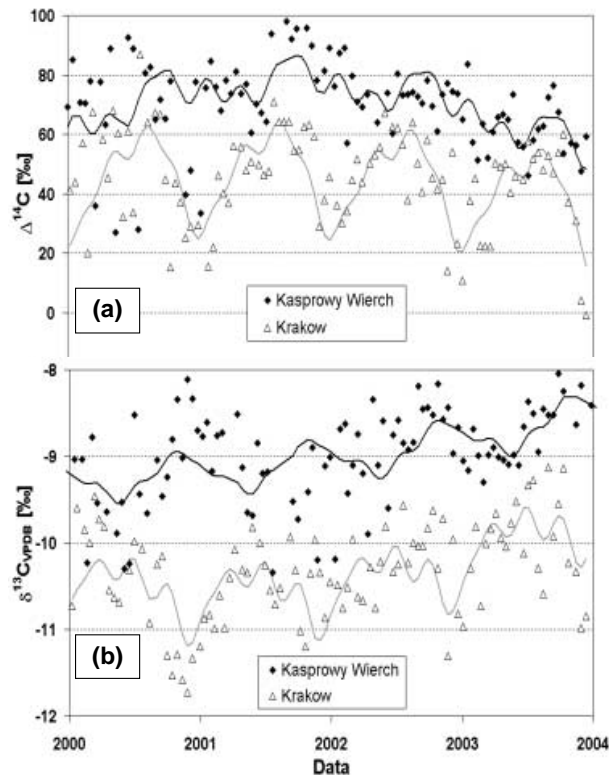 100
80
60
40
20
0
Δ¹⁴C [‰]
(a)
Kasprowy Wierch
Krakow
-8
-9
-10
-11
-12
δ¹³C_VPDB [‰]
(b)
Kasprowy Wierch
Krakow
2000 2001 2002 2003 2004
Data